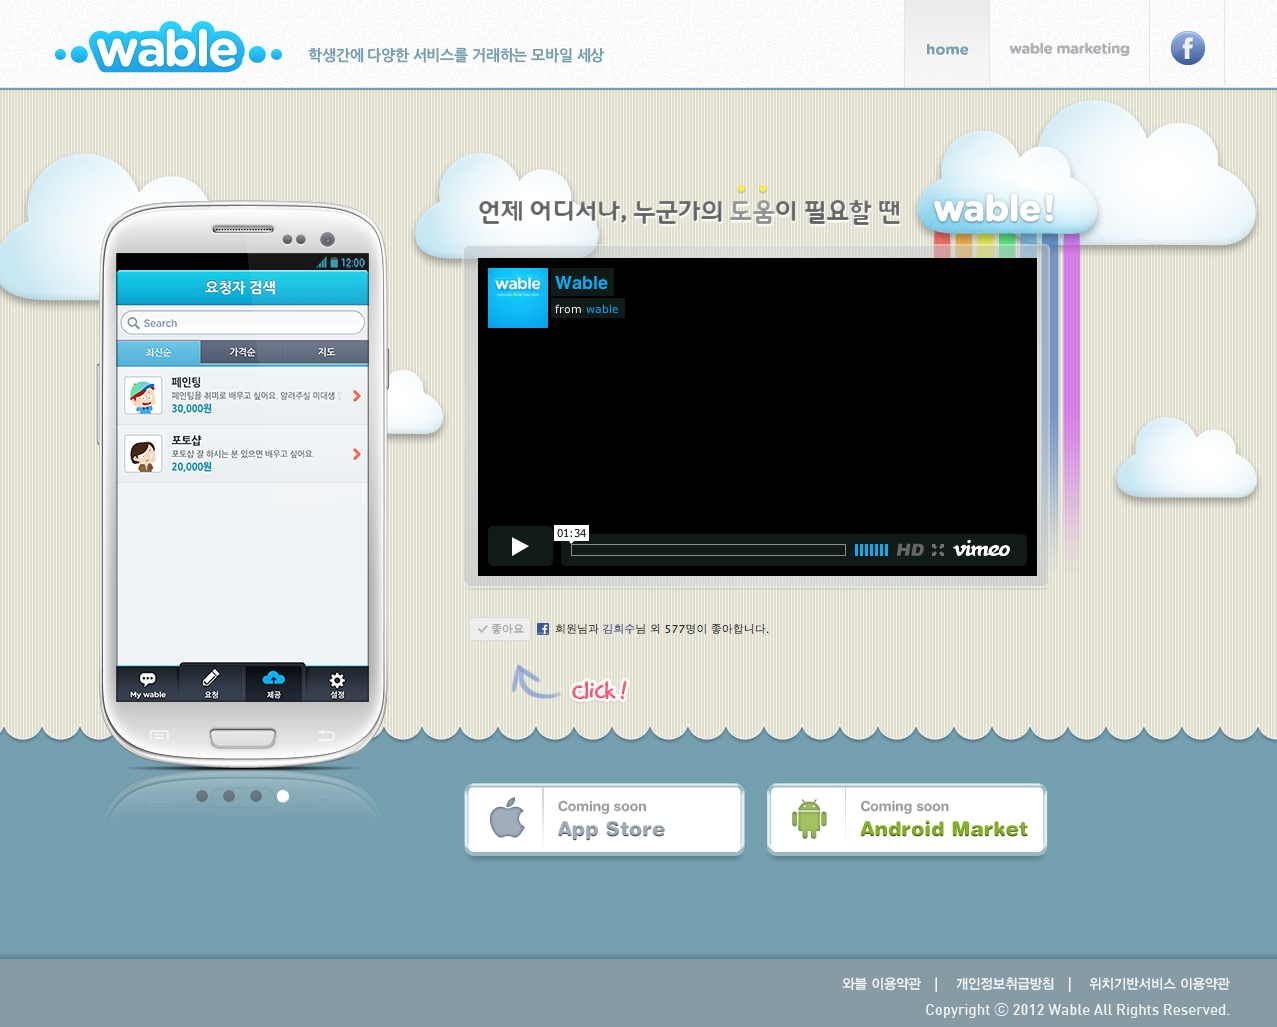 wable
학생간에 다양한 서비스를 거래하는 모바일 세상
home
wable marketing
f
언제 어디서나, 누군가의 도움이 필요할 땐
wable!
12:00
요청자 검색
Search
최신순
가격순
지도
페인팅
페인팅을 취미로 배우고 싶어요. 알려주실 미대생
30,000원
포토샵
포토샵 잘 하시는 분 있으면 배우고 싶어요.
20,000원
My wable
요청
제공
설정
wable
Wable
from wable
01:34
HD
vimeo
좋아요
회원님과 김희수님 외 577명이 좋아합니다.
click!
Coming soon
App Store
Coming soon
Android Market
와블 이용약관 | 개인정보취급방침 | 위치기반서비스 이용약관
Copyright ⓒ 2012 Wable All Rights Reserved.